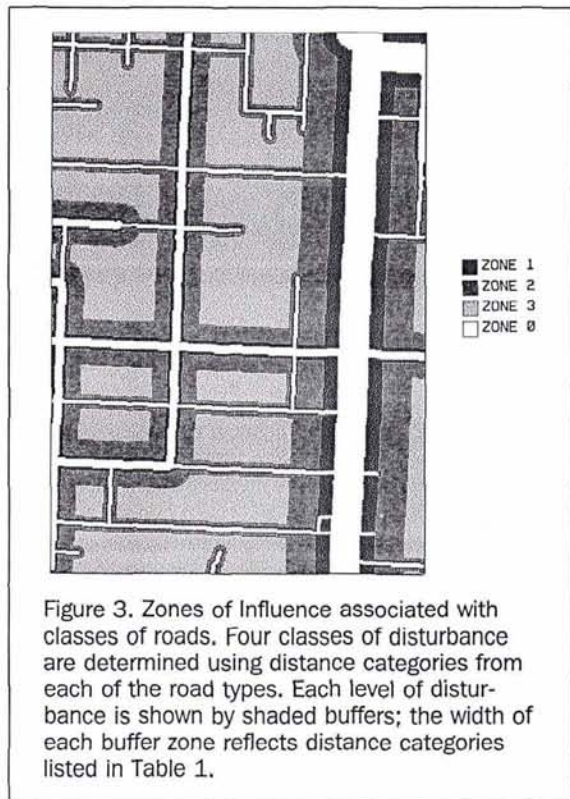 ZONE 1
ZONE 2
ZONE 3
ZONE 0
Figure 3. Zones of Influence associated with
classes of roads. Four classes of disturbance
are determined using distance categories from
each of the road types. Each level of distur-
bance is shown by shaded buffers; the width of
each buffer zone reflects distance categories
listed in Table 1.